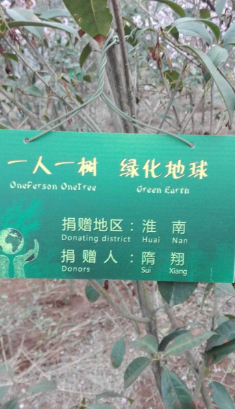 一人一树 绿化地球
OnePerson OneTree Green Earth
捐赠地区：淮 南
Donating district Huai Nan
捐 赠 人：隋 翔
Donors Sui Xiang